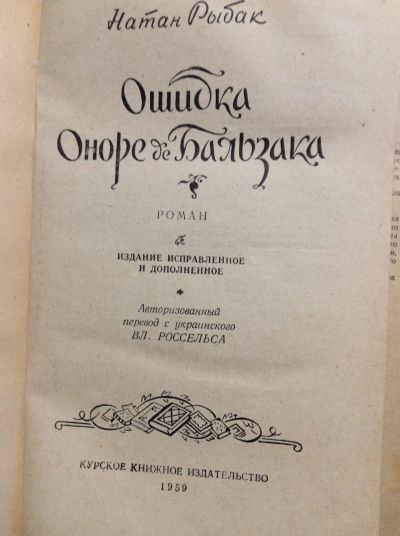 Натан Рыбак
Ошибка
Оноре де Бальзака
РОМАН
ИЗДАНИЕ ИСПРАВЛЕННОЕ
И ДОПОЛНЕННОЕ
*
Авторизованный
перевод с украинского
ВЛ. РОССЕЛЬСА
КУРСКОЕ КНИЖНОЕ ИЗДАТЕЛЬСТВО
1959